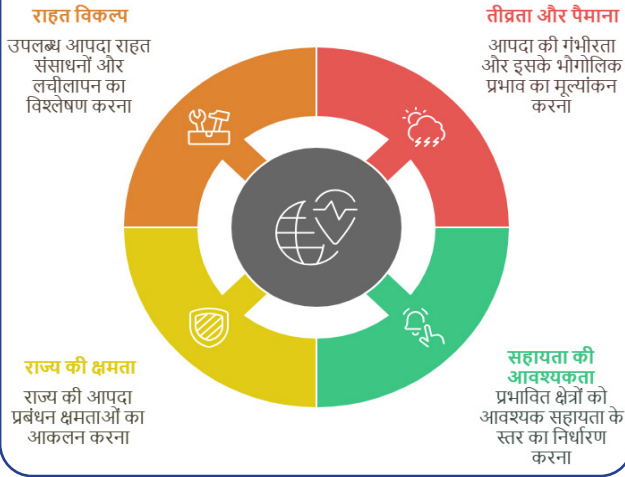 राहत विकल्प
उपलब्ध आपदा राहत
संसाधनों और
लचीलापन का
विश्लेषण करना
तीव्रता और पैमाना
आपदा की गंभीरता
और इसके भौगोलिक
प्रभाव का मूल्यांकन
करना
राज्य की क्षमता
राज्य की आपदा
प्रबंधन क्षमताओं का
आकलन करना
सहायता की
आवश्यकता
प्रभावित क्षेत्रों को
आवश्यक सहायता के
स्तर का निर्धारण
करना